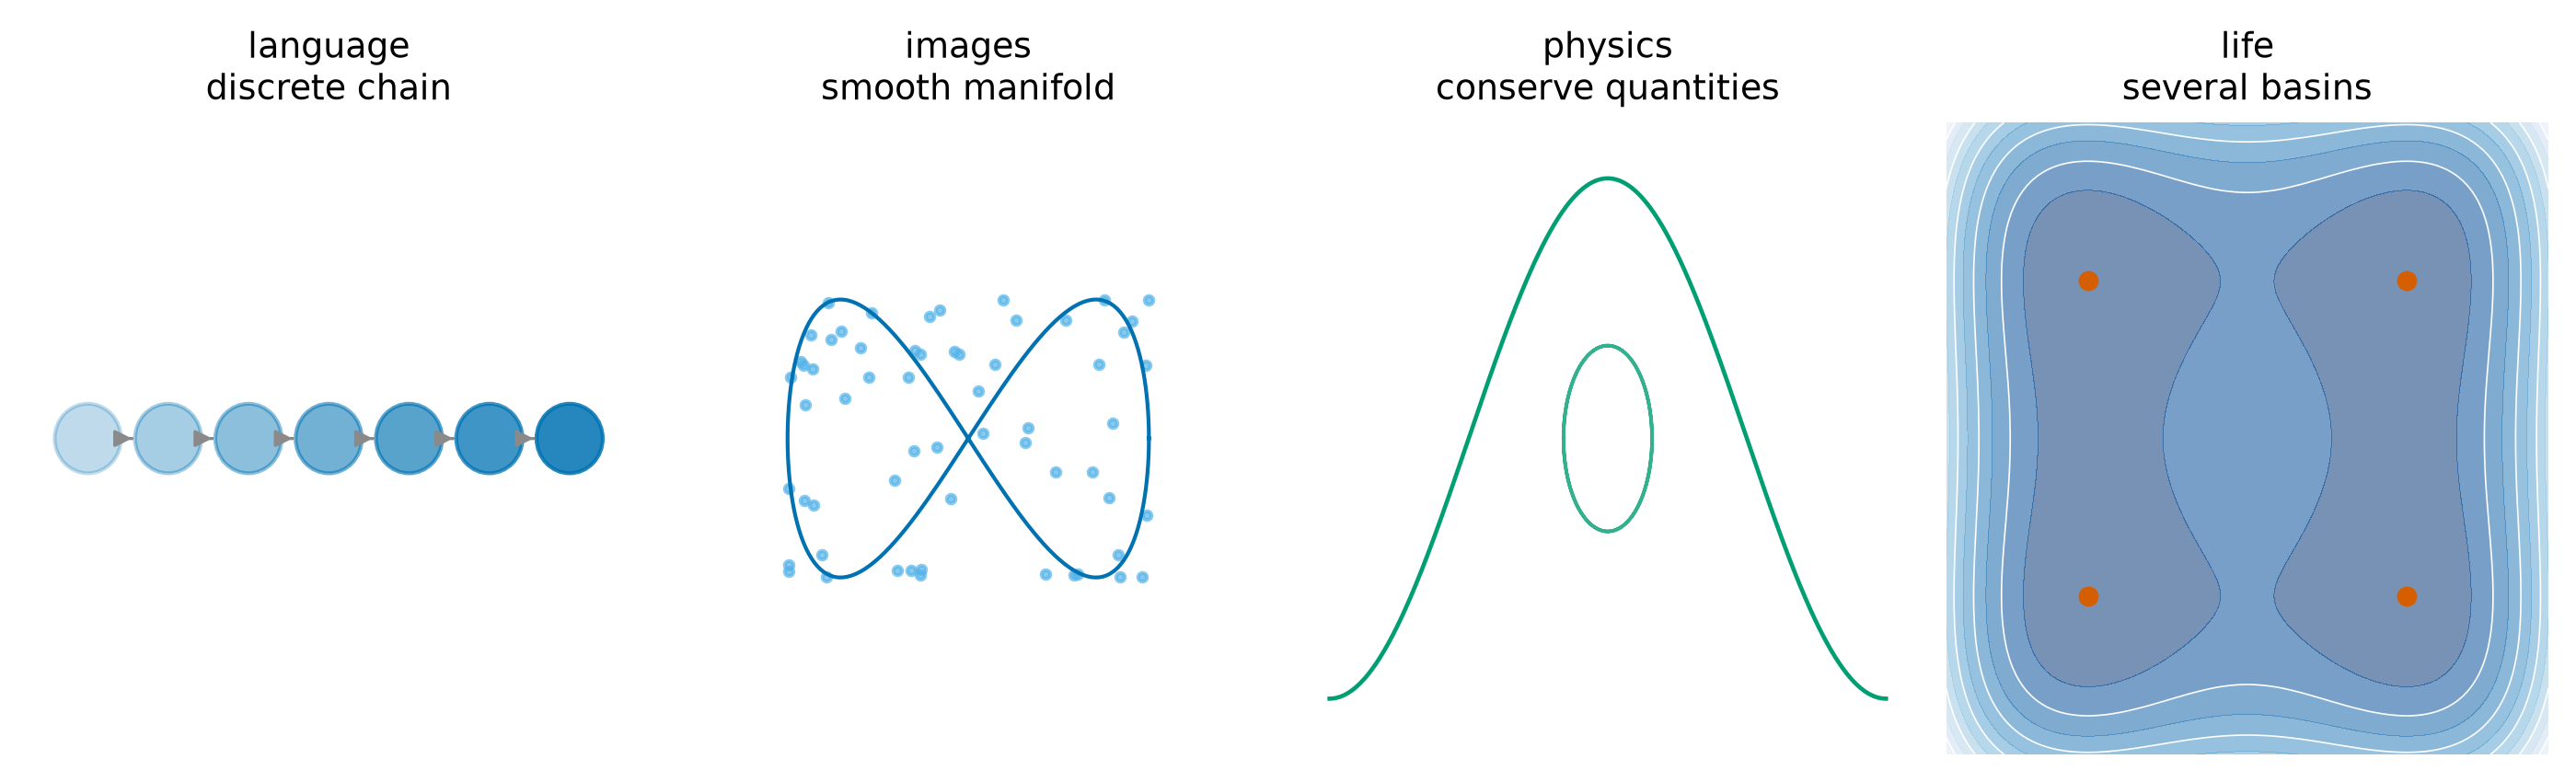 language
discrete chain
images
smooth manifold
physics
conserve quantities
life
several basins